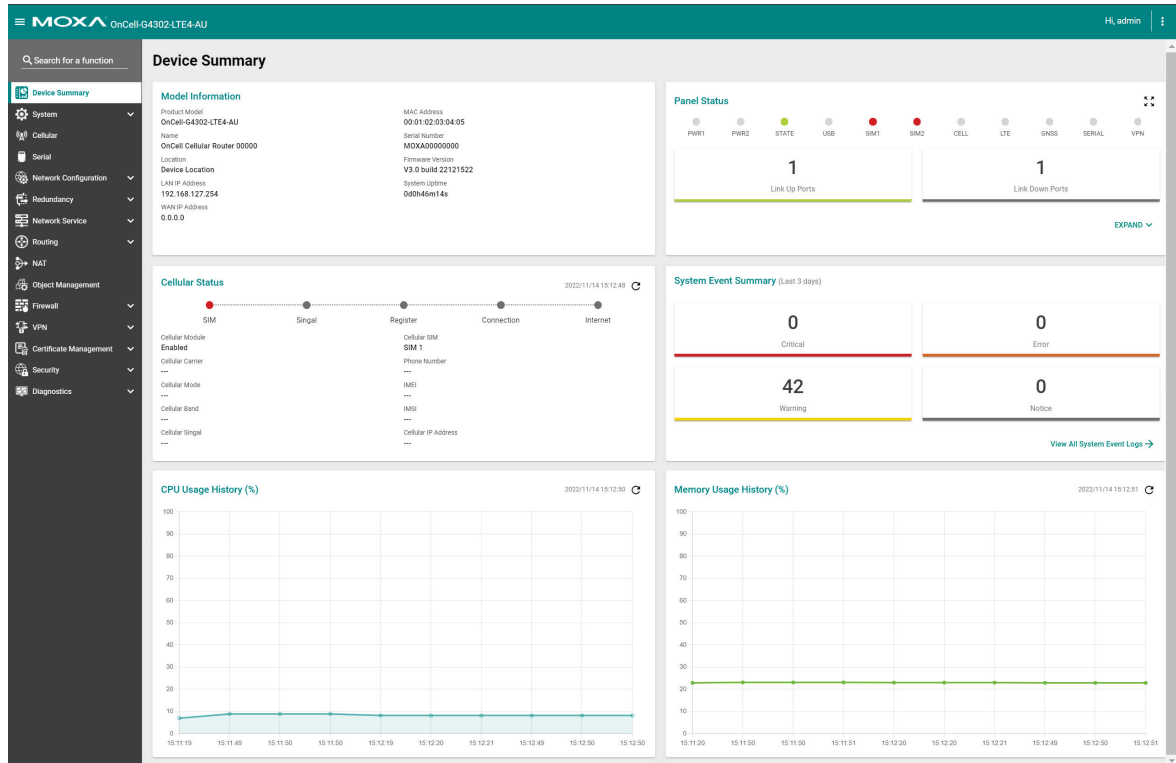 MOXA OnCell-G4302-LTE4-AU
Hi, admin
Search for a function
Device Summary
System
Cellular
Serial
Network Configuration
Redundancy
Network Service
Routing
NAT
Object Management
Firewall
VPN
Certificate Management
Security
Diagnostics
Device Summary
Model Information
Product Model
OnCell-G4302-LTE4-AU
Name
OnCell Cellular Router 00000
Location
Device Location
LAN IP Address
192.168.127.254
WAN IP Address
0.0.0.0
MAC Address
00:01:02:03:04:05
Serial Number
MOXA00000000
Firmware Version
V3.0 build 22121522
System Uptime
0d0h46m14s
Panel Status
PWR1 PWR2 STATE USB SIM1 SIM2 CELL LTE GNSS SERIAL VPN
1
Link Up Ports
1
Link Down Ports
EXPAND
Cellular Status
2022/11/14 15:12:48
SIM Singal Register Connection Internet
Cellular Module
Enabled
Cellular Carrier
---
Cellular Mode
---
Cellular Band
---
Cellular Singal
---
Cellular SIM
SIM 1
Phone Number
---
IMEI
---
IMSI
---
Cellular IP Address
---
System Event Summary (Last 3 days)
0
Critical
0
Error
42
Warning
0
Notice
View All System Event Logs
CPU Usage History (%)
2022/11/14 15:12:50
100
90
80
70
60
50
40
30
20
10
0
15:11:19 15:11:49 15:11:50 15:11:50 15:12:19 15:12:20 15:12:21 15:12:49 15:12:50 15:12:50
Memory Usage History (%)
2022/11/14 15:12:51
100
90
80
70
60
50
40
30
20
10
0
15:11:20 15:11:50 15:11:50 15:11:51 15:12:20 15:12:20 15:12:21 15:12:49 15:12:50 15:12:51